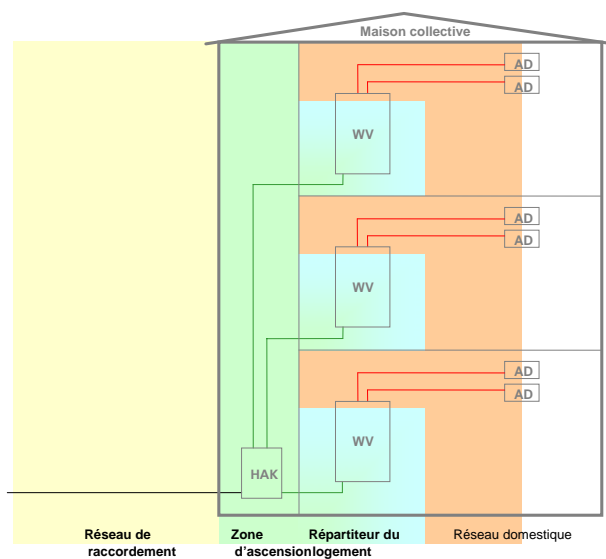 Maison collective
AD
AD
WV
AD
AD
WV
AD
AD
WV
HAK
Réseau de raccordement
Zone d'ascension
Répartiteur du logement
Réseau domestique